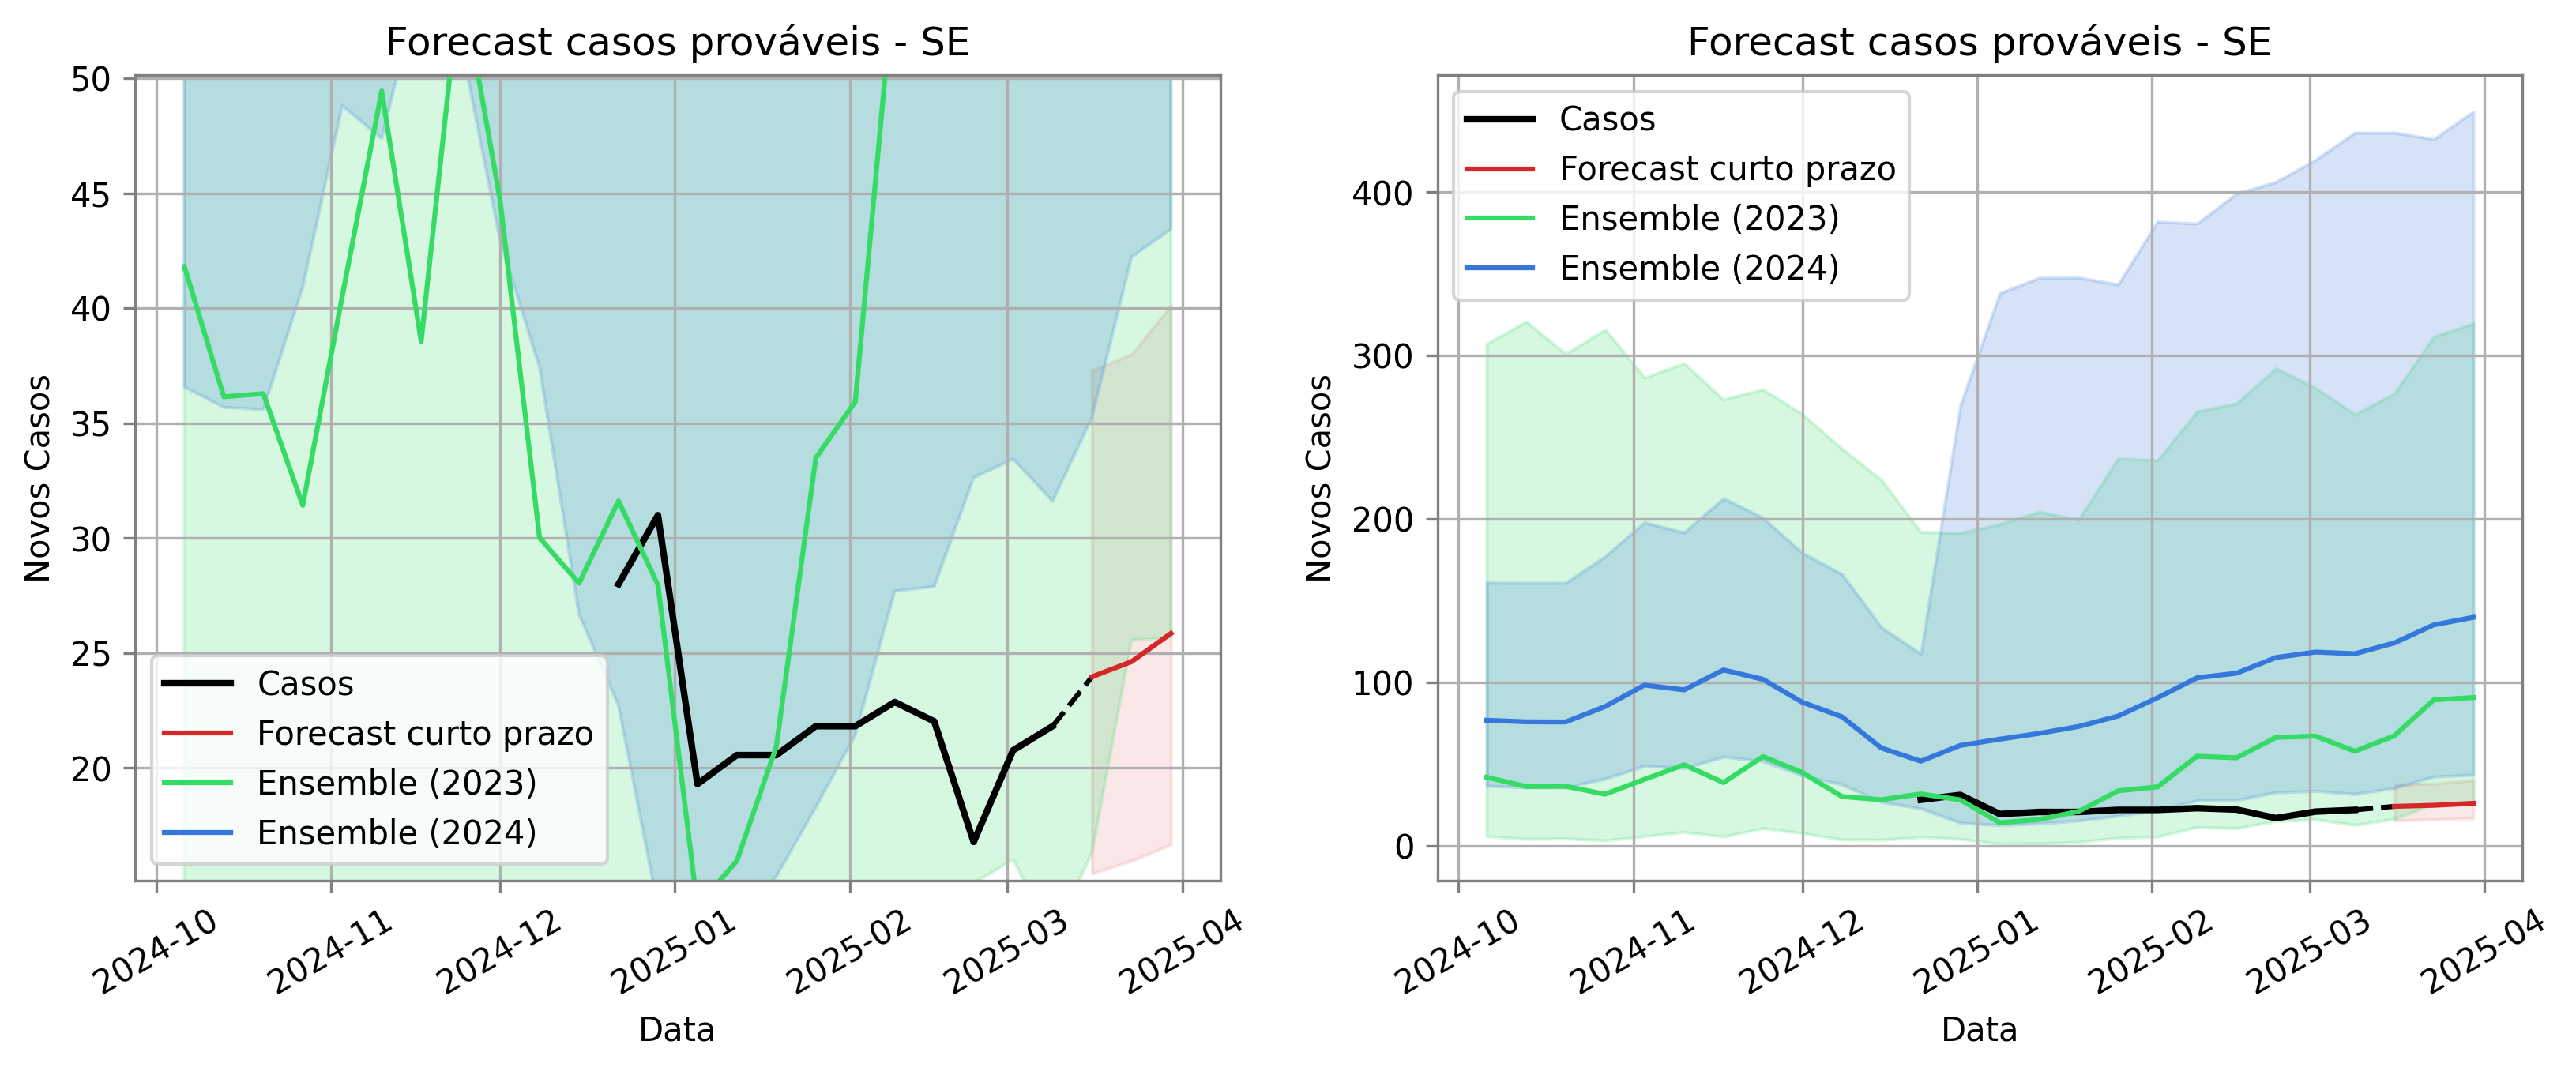 Forecast casos prováveis - SE
50
45
40
35
30
25
20
Novos Casos
Casos
Forecast curto prazo
Ensemble (2023)
Ensemble (2024)
2024-10
2024-11
2024-12
2025-01
2025-02
2025-03
2025-04
Data
Forecast casos prováveis - SE
400
300
200
100
0
Novos Casos
Casos
Forecast curto prazo
Ensemble (2023)
Ensemble (2024)
2024-10
2024-11
2024-12
2025-01
2025-02
2025-03
2025-04
Data